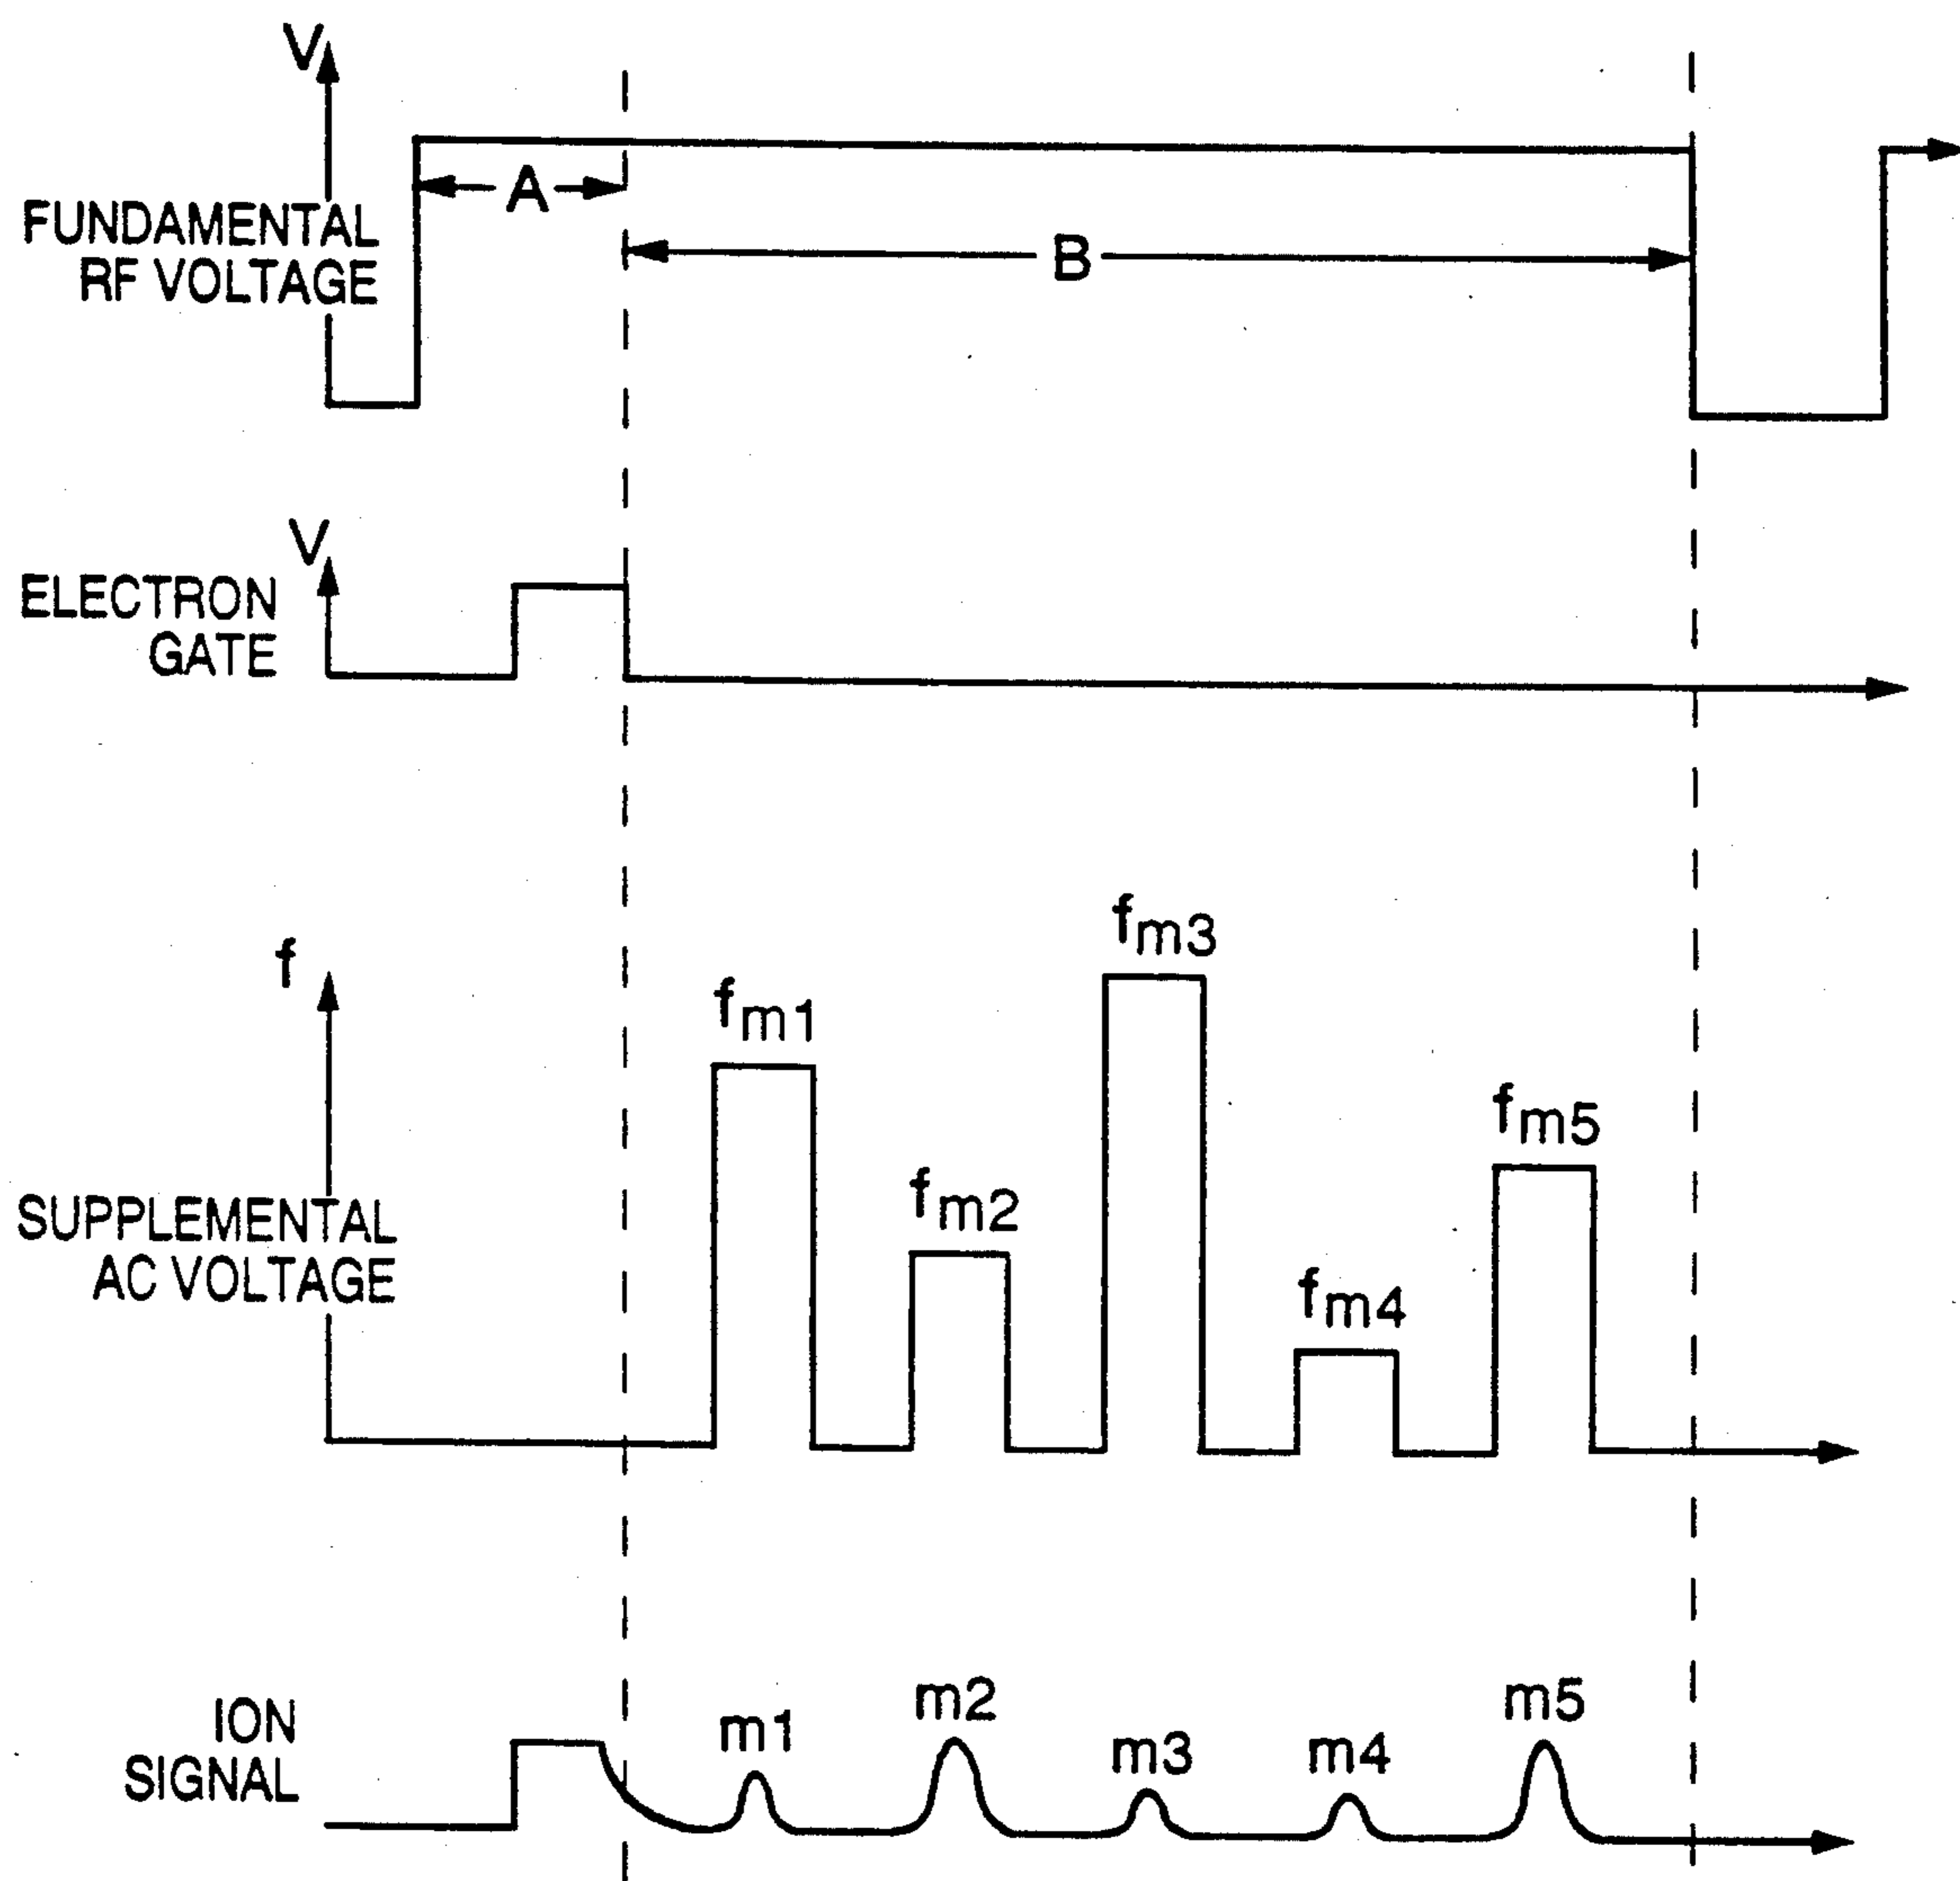 V
FUNDAMENTAL
RF VOLTAGE
A
B
V
ELECTRON
GATE
f
SUPPLEMENTAL
AC VOLTAGE
fm1
fm2
fm3
fm4
fm5
ION
SIGNAL
m1
m2
m3
m4
m5